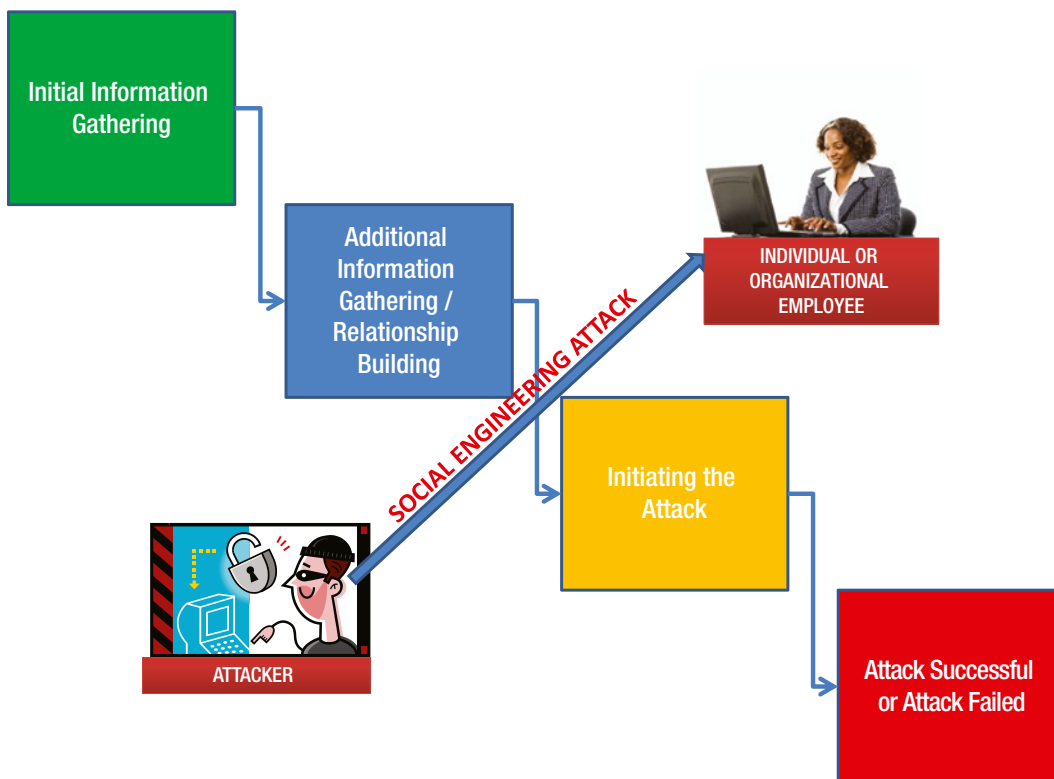 Initial Information
Gathering
Additional
Information
Gathering /
Relationship
Building
INDIVIDUAL OR
ORGANIZATIONAL
EMPLOYEE
SOCIAL ENGINEERING ATTACK
Initiating the
Attack
ATTACKER
Attack Successful
or Attack Failed